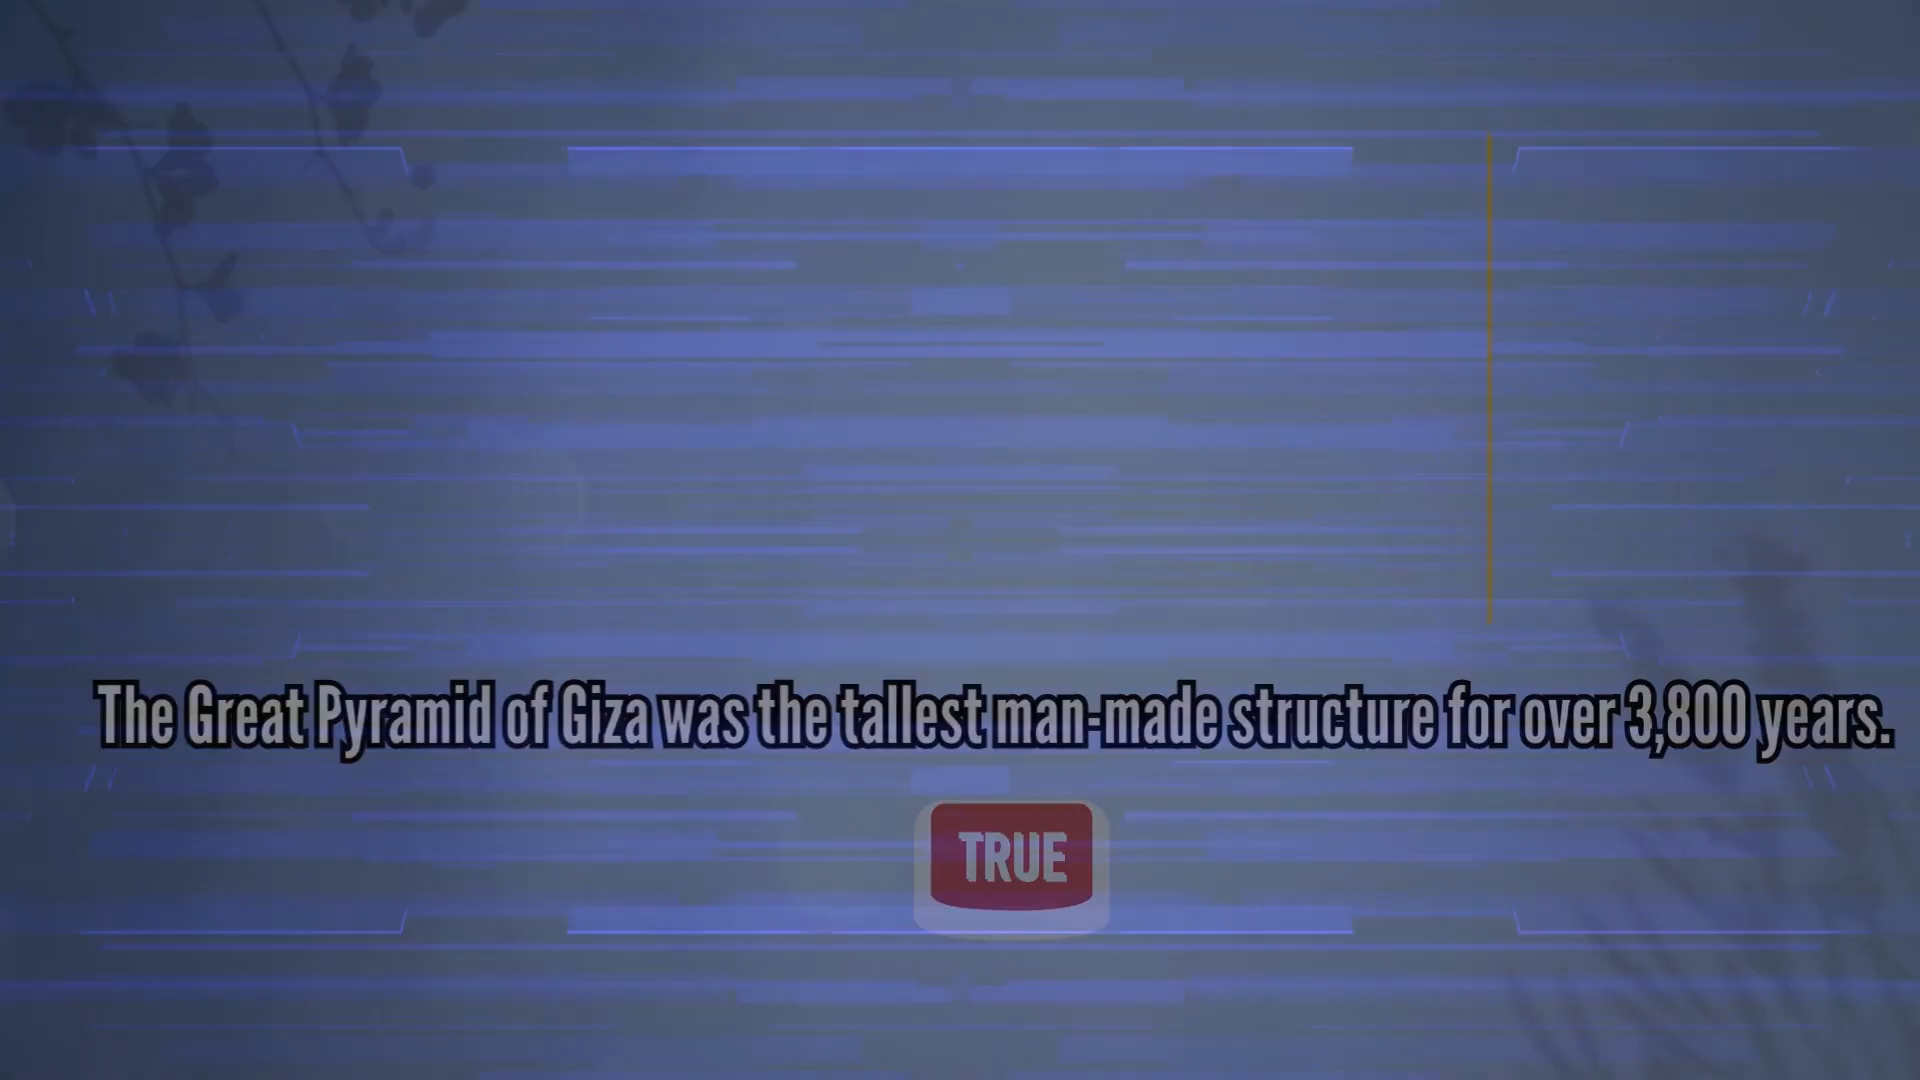 The Great Pyramid of Giza was the tallest man-made structure for over 3,800 years.
TRUE